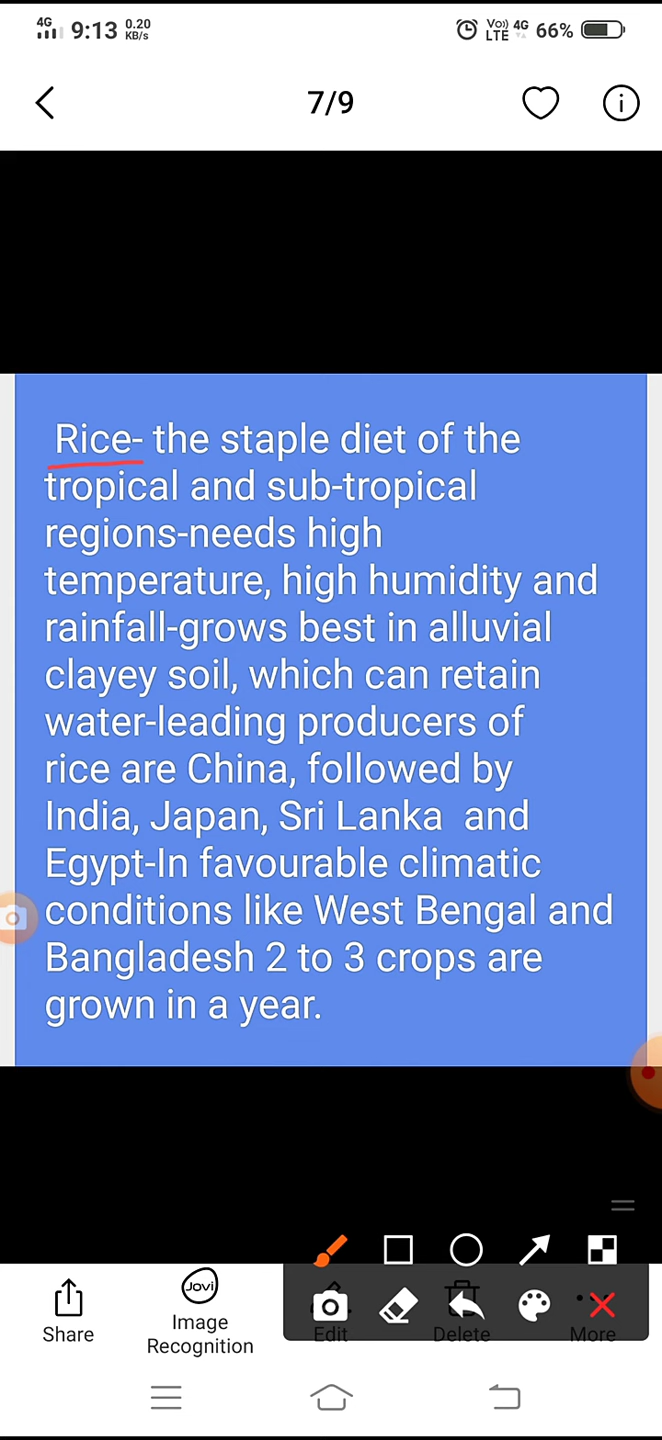 4G 9:13 0.20 KB/s Vo)) LTE 4G 66%
7/9
Rice- the staple diet of the
tropical and sub-tropical
regions-needs high
temperature, high humidity and
rainfall-grows best in alluvial
clayey soil, which can retain
water-leading producers of
rice are China, followed by
India, Japan, Sri Lanka and
Egypt-In favourable climatic
conditions like West Bengal and
Bangladesh 2 to 3 crops are
grown in a year.
Jovi
Share
Image
Recognition
Edit
Delete
More